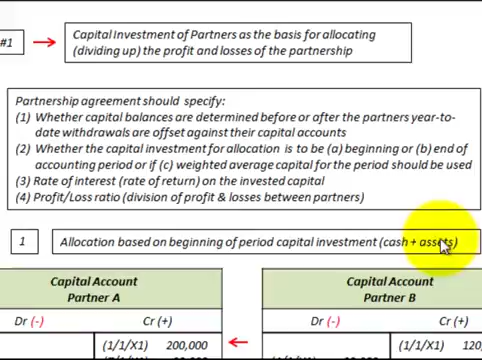 #1
Capital Investment of Partners as the basis for allocating
(dividing up) the profit and losses of the partnership
Partnership agreement should specify:
(1) Whether capital balances are determined before or after the partners year-to-
date withdrawals are offset against their capital accounts
(2) Whether the capital investment for allocation is to be (a) beginning or (b) end of
accounting period or if (c) weighted average capital for the period should be used
(3) Rate of interest (rate of return) on the invested capital
(4) Profit/Loss ratio (division of profit & losses between partners)
1
Allocation based on beginning of period capital investment (cash + assets)
Capital Account
Partner A
Dr (-) Cr (+)
(1/1/X1) 200,000
Capital Account
Partner B
Dr (-) Cr (+)
(1/1/X1) 120,